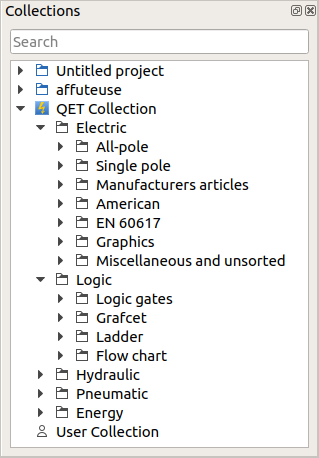 Collections
Search
Untitled project
affuteuse
QET Collection
Electric
All-pole
Single pole
Manufacturers articles
American
EN 60617
Graphics
Miscellaneous and unsorted
Logic
Logic gates
Grafcet
Ladder
Flow chart
Hydraulic
Pneumatic
Energy
User Collection